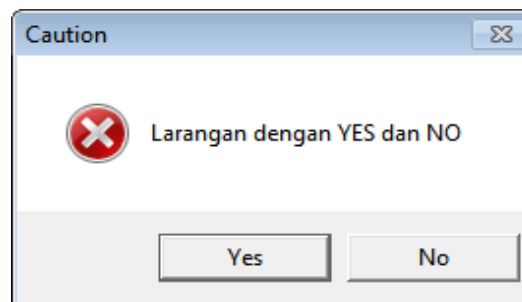 Caution
Larangan dengan YES dan NO
Yes No